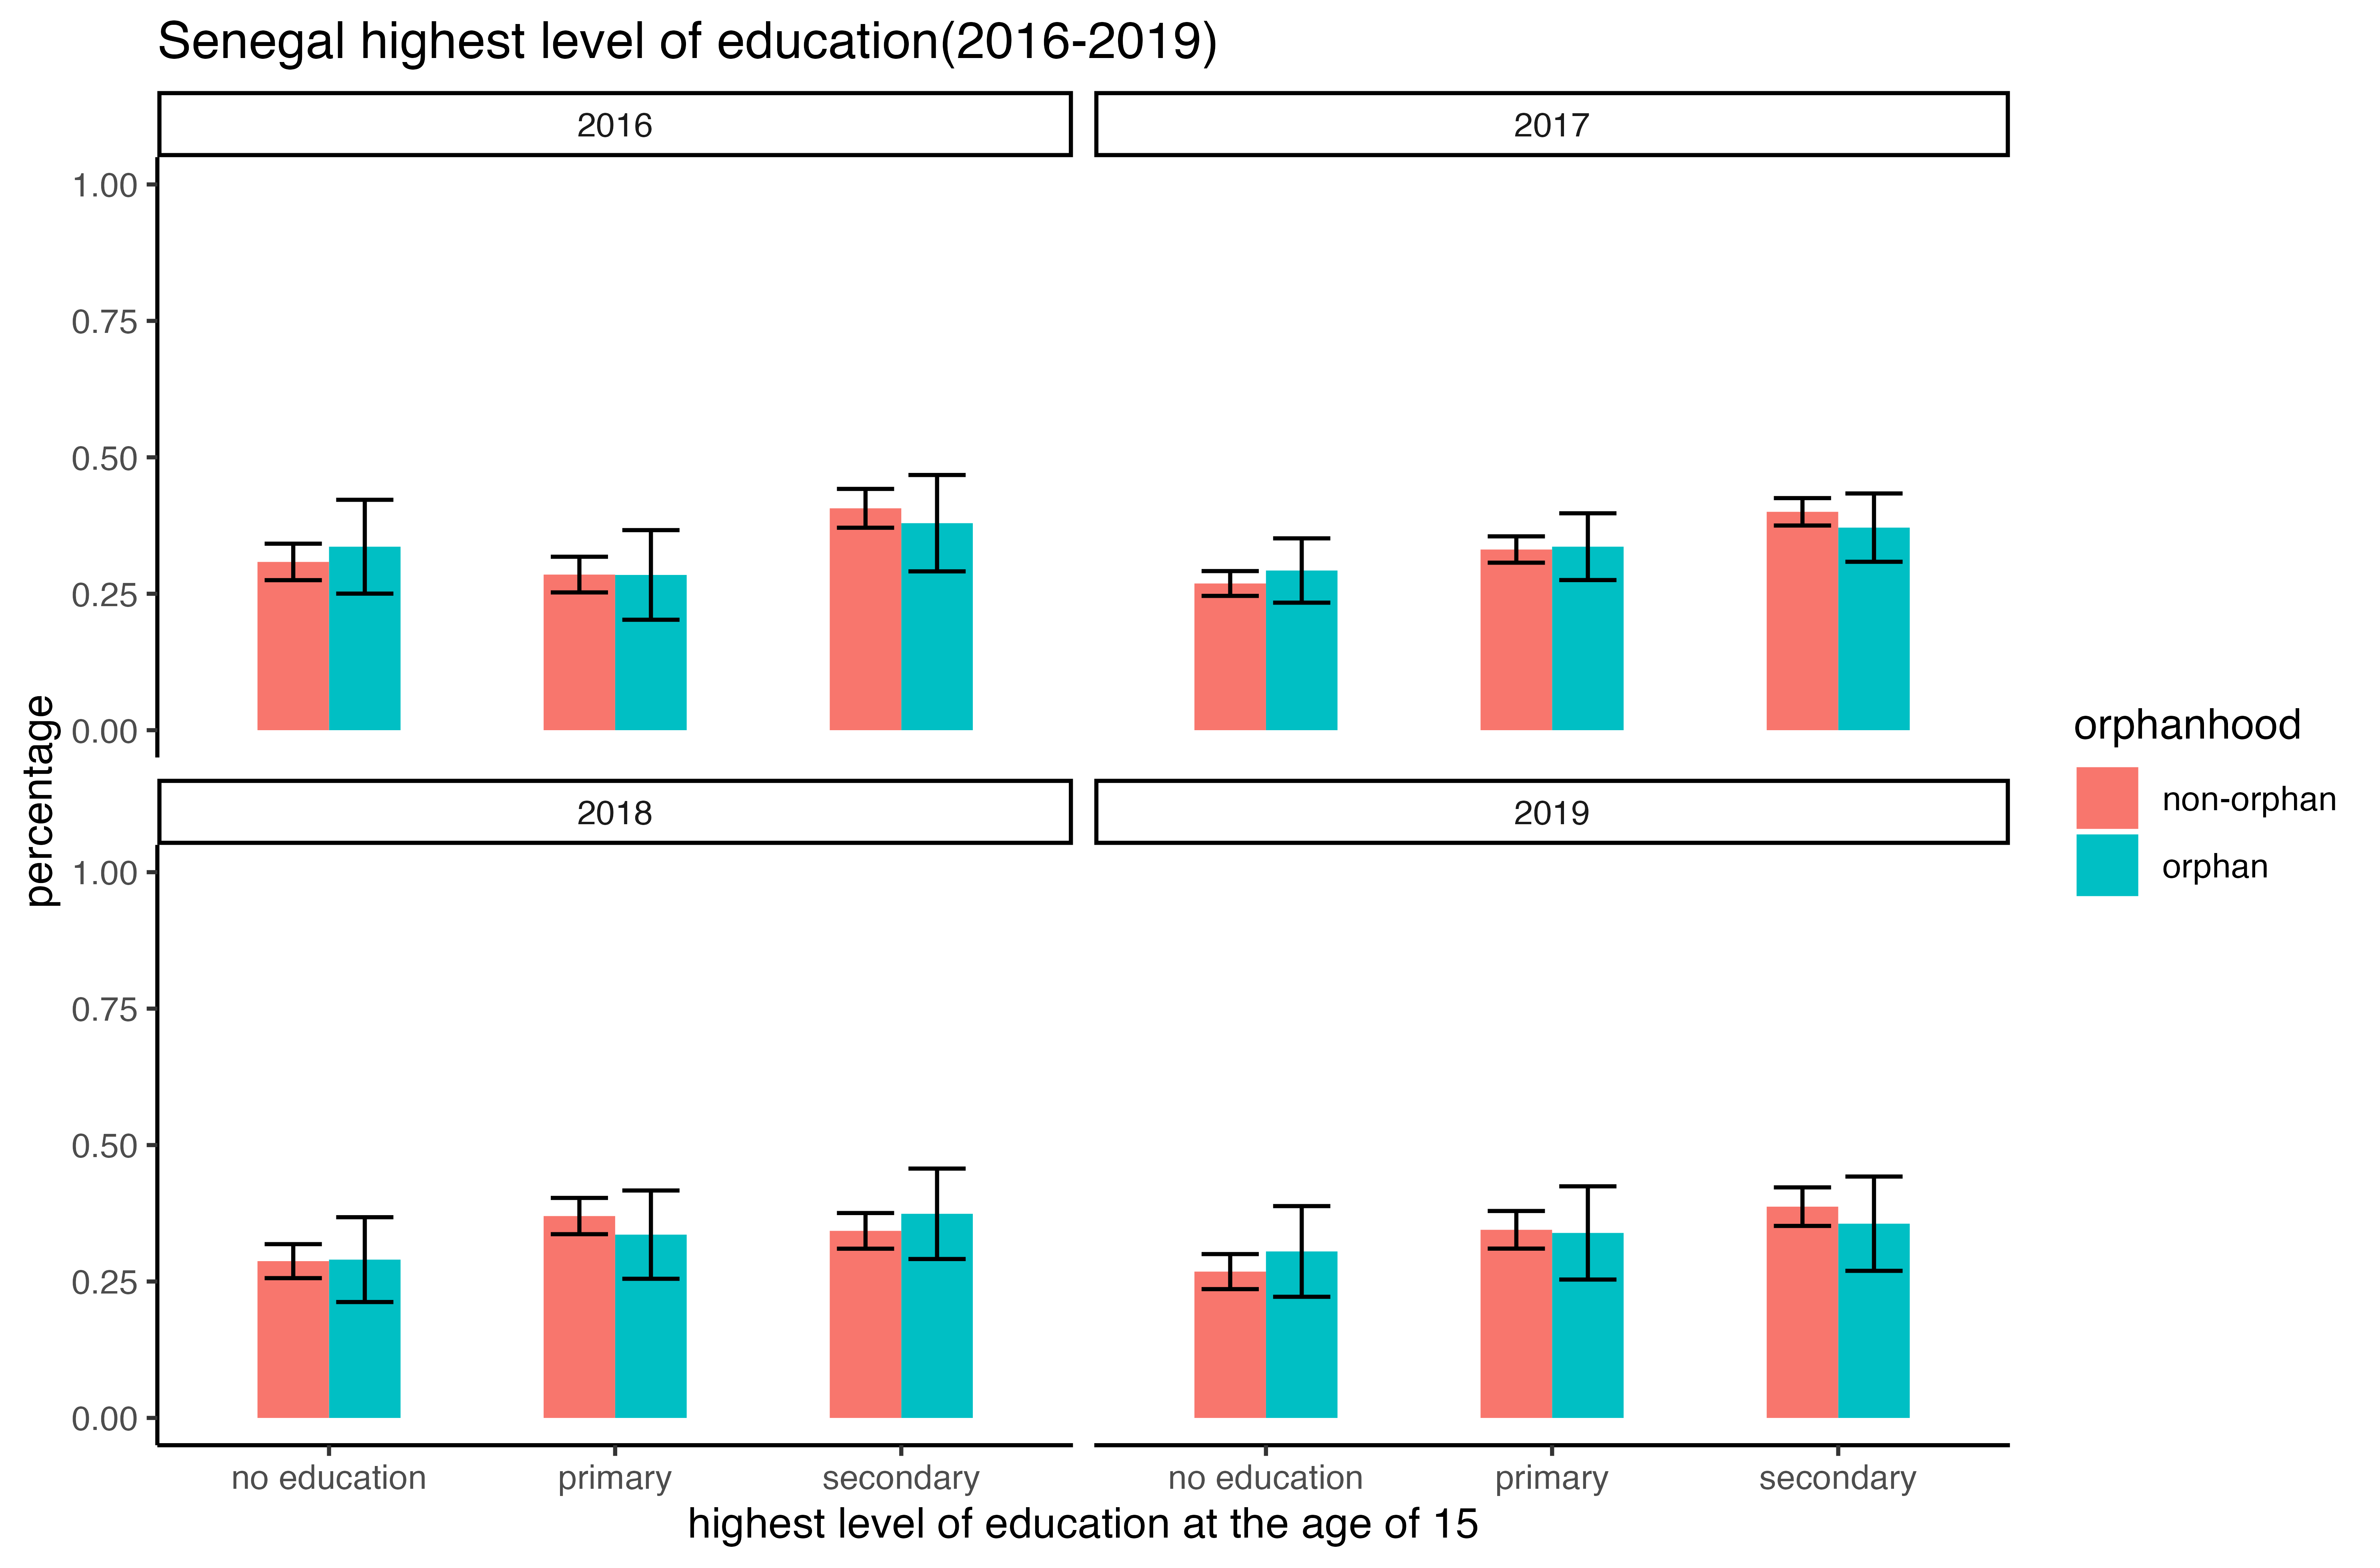 Senegal highest level of education(2016-2019)
2016
2017
1.00
0.75
0.50
0.25
0.00
2018
2019
1.00
0.75
0.50
0.25
0.00
no education
primary
secondary
no education
primary
secondary
highest level of education at the age of 15
percentage
orphanhood
non-orphan
orphan